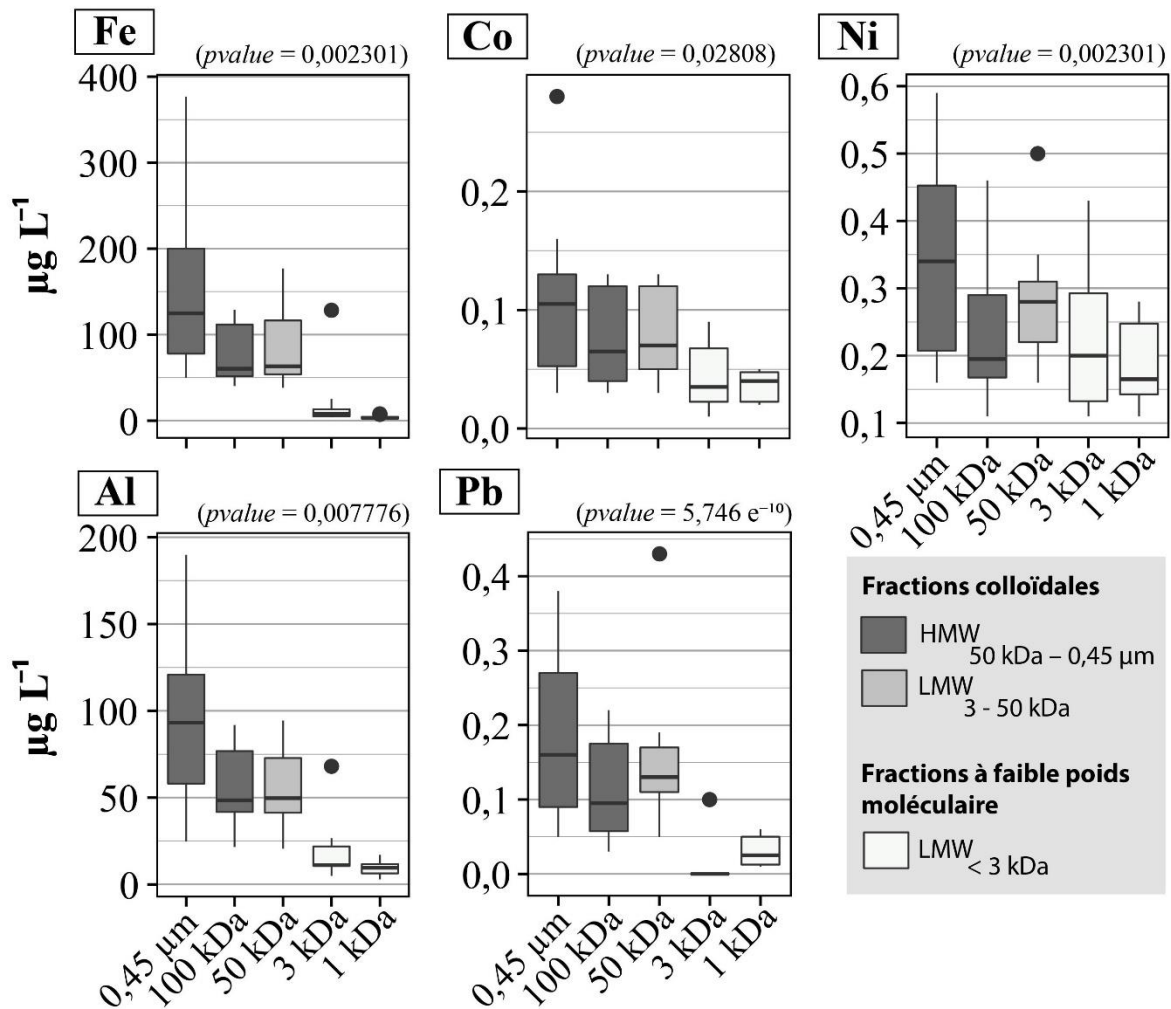 Fe
(pvalue = 0,002301)
400
300
200
100
0
µg L⁻¹
Co
(pvalue = 0,02808)
0,2
0,1
0,0
Ni
(pvalue = 0,002301)
0,6
0,5
0,4
0,3
0,2
0,1
0,45 µm
100 kDa
50 kDa
3 kDa
1 kDa
Al
(pvalue = 0,007776)
200
150
100
50
0
µg L⁻¹
0,45 µm
100 kDa
50 kDa
3 kDa
1 kDa
Pb
(pvalue = 5,746 e⁻¹⁰)
0,4
0,3
0,2
0,1
0,0
0,45 µm
100 kDa
50 kDa
3 kDa
1 kDa
Fractions colloïdales
HMW 50 kDa – 0,45 µm
LMW 3 - 50 kDa
Fractions à faible poids
moléculaire
LMW < 3 kDa